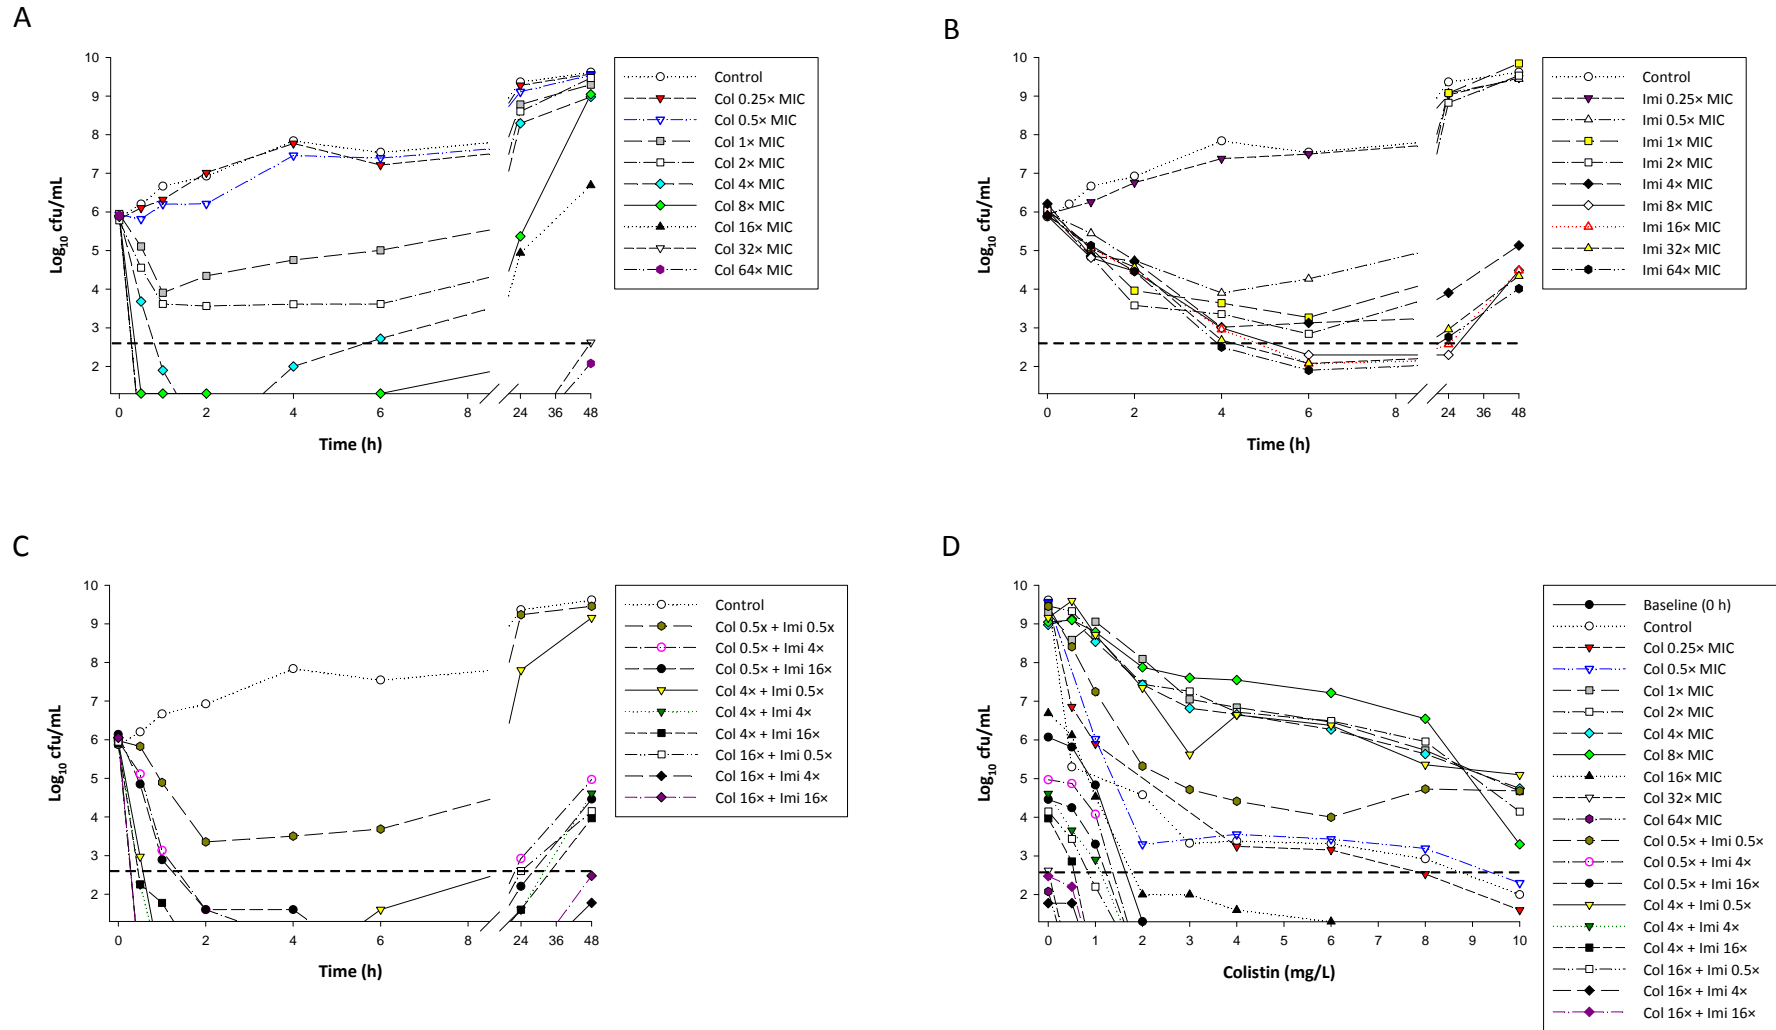 A
10
9
8
7
6
5
4
3
2
Log10 cfu/mL
0 2 4 6 8 24 36 48
Time (h)
Control
Col 0.25× MIC
Col 0.5× MIC
Col 1× MIC
Col 2× MIC
Col 4× MIC
Col 8× MIC
Col 16× MIC
Col 32× MIC
Col 64× MIC
B
10
9
8
7
6
5
4
3
2
Log10 cfu/mL
0 2 4 6 8 24 36 48
Time (h)
Control
Imi 0.25× MIC
Imi 0.5× MIC
Imi 1× MIC
Imi 2× MIC
Imi 4× MIC
Imi 8× MIC
Imi 16× MIC
Imi 32× MIC
Imi 64× MIC
C
10
9
8
7
6
5
4
3
2
Log10 cfu/mL
0 2 4 6 8 24 36 48
Time (h)
Control
Col 0.5x + Imi 0.5x
Col 0.5× + Imi 4×
Col 0.5× + Imi 16×
Col 4× + Imi 0.5×
Col 4× + Imi 4×
Col 4× + Imi 16×
Col 16× + Imi 0.5×
Col 16× + Imi 4×
Col 16× + Imi 16×
D
10
9
8
7
6
5
4
3
2
Log10 cfu/mL
0 1 2 3 4 5 6 7 8 9 10
Colistin (mg/L)
Baseline (0 h)
Control
Col 0.25× MIC
Col 0.5× MIC
Col 1× MIC
Col 2× MIC
Col 4× MIC
Col 8× MIC
Col 16× MIC
Col 32× MIC
Col 64× MIC
Col 0.5× + Imi 0.5×
Col 0.5× + Imi 4×
Col 0.5× + Imi 16×
Col 4× + Imi 0.5×
Col 4× + Imi 4×
Col 4× + Imi 16×
Col 16× + Imi 0.5×
Col 16× + Imi 4×
Col 16× + Imi 16×